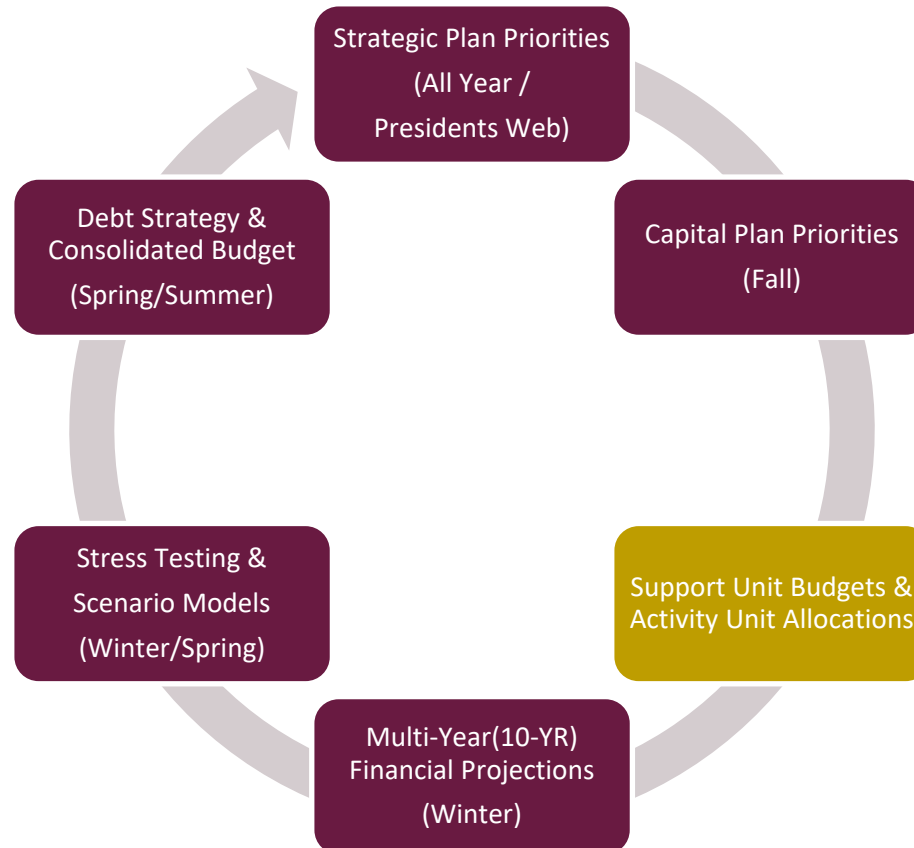 Strategic Plan Priorities
(All Year /
Presidents Web)
Capital Plan Priorities
(Fall)
Support Unit Budgets &
Activity Unit Allocations
Multi-Year(10-YR)
Financial Projections
(Winter)
Stress Testing &
Scenario Models
(Winter/Spring)
Debt Strategy &
Consolidated Budget
(Spring/Summer)